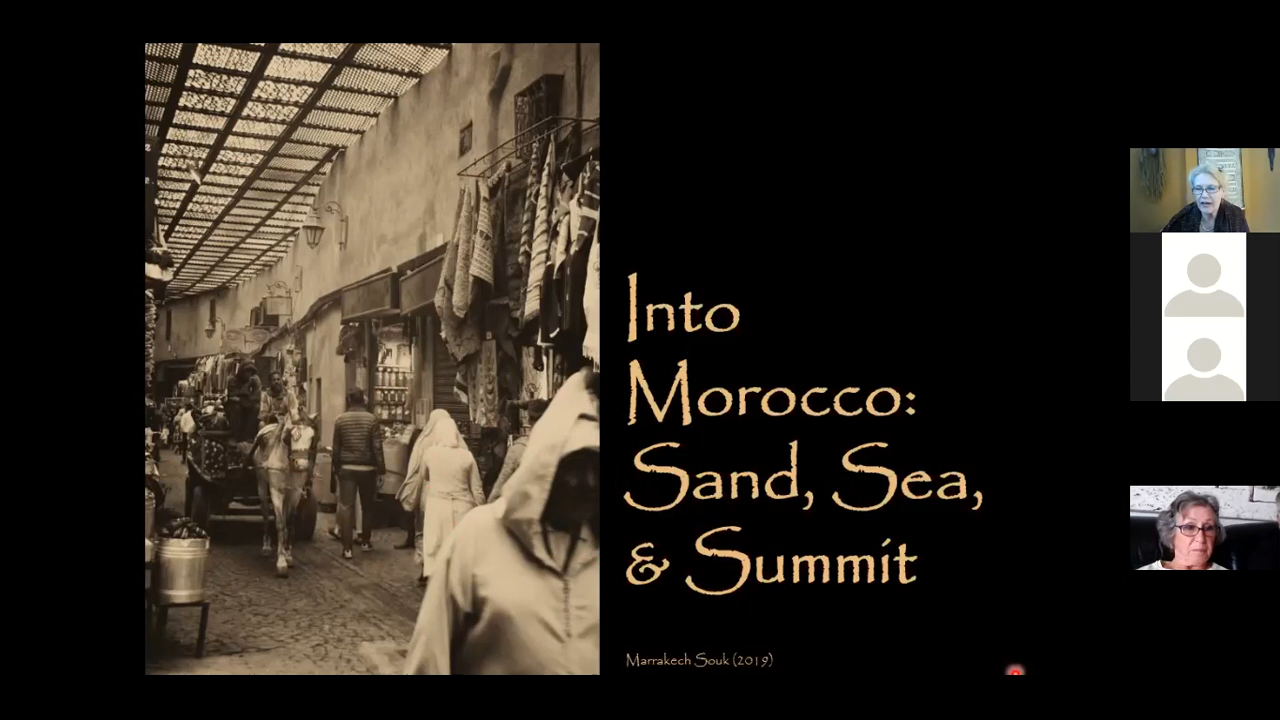 Into
Morocco:
Sand, Sea,
& Summit
Marrakech Souk (2019)